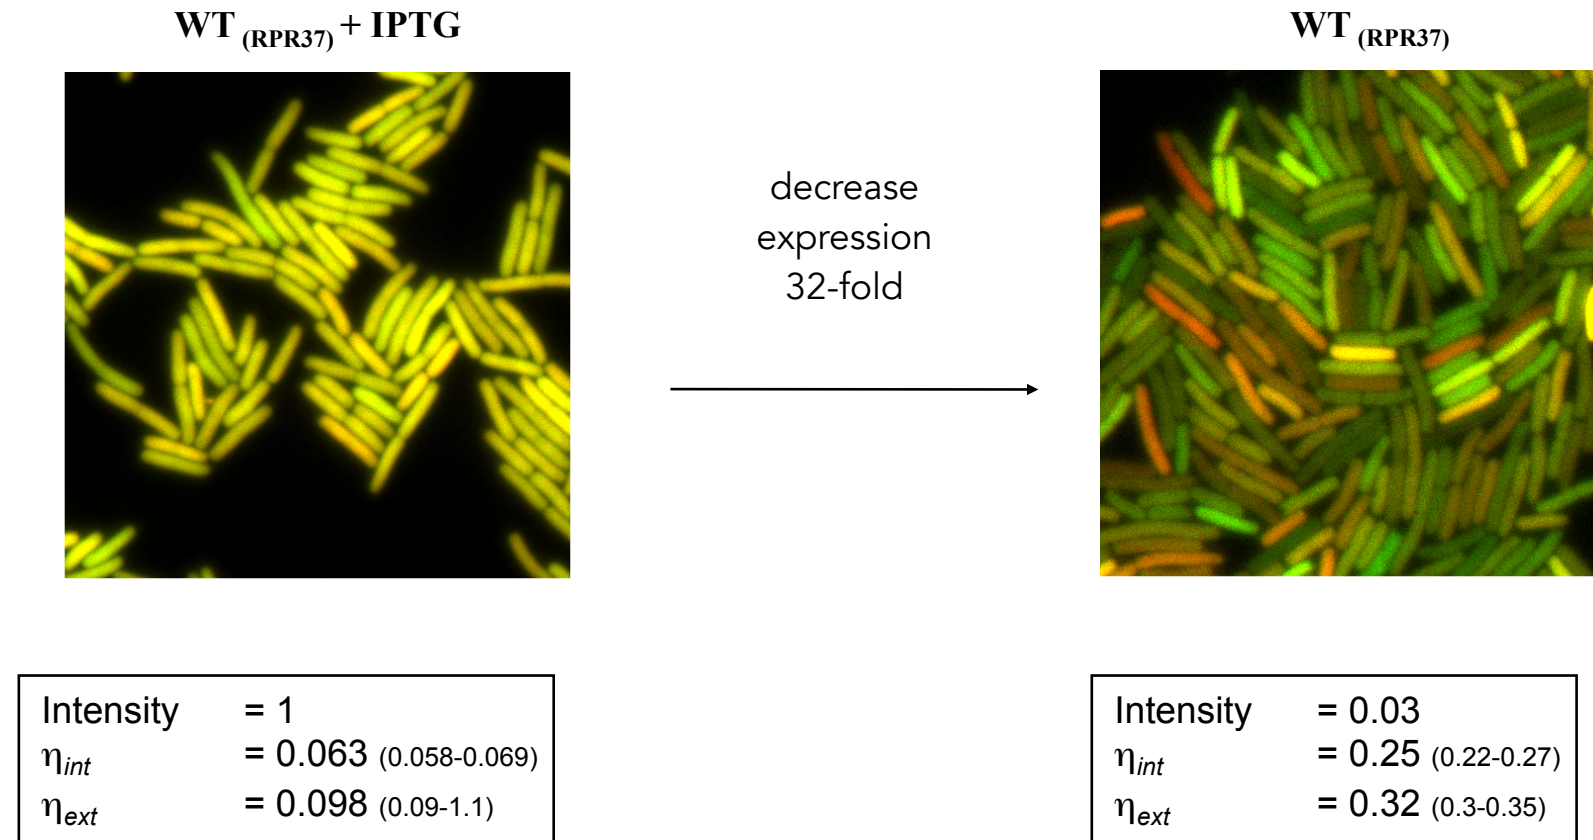 WT (RPR37) + IPTG
WT (RPR37)
decrease
expression
32-fold
Intensity = 1
ηint = 0.063 (0.058-0.069)
ηext = 0.098 (0.09-1.1)
Intensity = 0.03
ηint = 0.25 (0.22-0.27)
ηext = 0.32 (0.3-0.35)